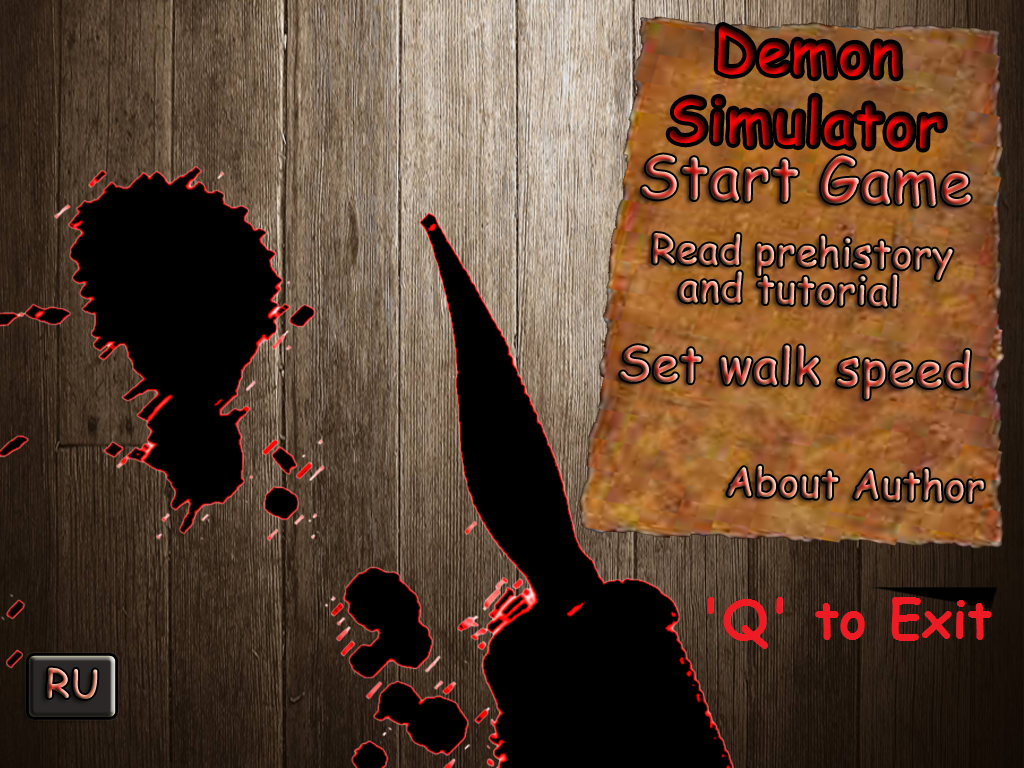 Demon
Simulator
Start Game
Read prehistory
and tutorial
Set walk speed
About Author
'Q' to Exit
RU